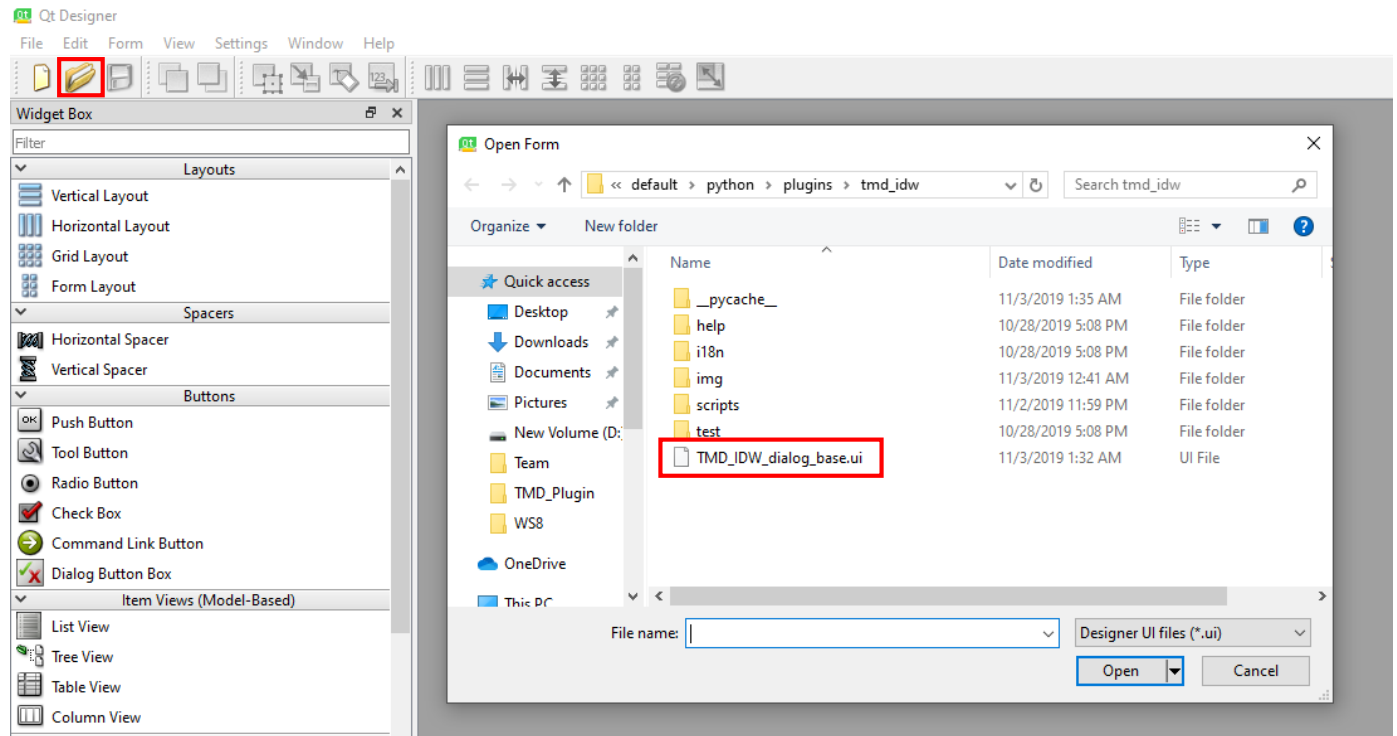 Qt Designer
File Edit Form View Settings Window Help
Widget Box
Filter
Layouts
Vertical Layout
Horizontal Layout
Grid Layout
Form Layout
Spacers
Horizontal Spacer
Vertical Spacer
Buttons
OK Push Button
Tool Button
Radio Button
Check Box
Command Link Button
Dialog Button Box
Item Views (Model-Based)
List View
Tree View
Table View
Column View
Qt Open Form
« default > python > plugins > tmd_idw
Search tmd_idw
Organize New folder
Quick access
Desktop
Downloads
Documents
Pictures
New Volume (D:
Team
TMD_Plugin
WS8
OneDrive
This PC
Name Date modified Type
__pycache__ 11/3/2019 1:35 AM File folder
help 10/28/2019 5:08 PM File folder
i18n 10/28/2019 5:08 PM File folder
img 11/3/2019 12:41 AM File folder
scripts 11/2/2019 11:59 PM File folder
test 10/28/2019 5:08 PM File folder
TMD_IDW_dialog_base.ui 11/3/2019 1:32 AM UI File
File name: Designer UI files (*.ui)
Open Cancel